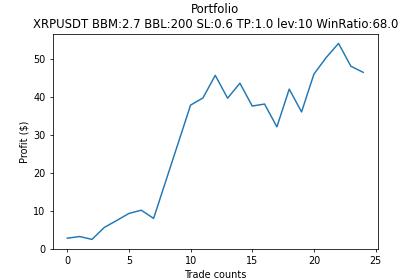 Portfolio
XRPUSDT BBM:2.7 BBL:200 SL:0.6 TP:1.0 lev:10 WinRatio:68.0
Profit ($)
50
40
30
20
10
0
0 5 10 15 20 25
Trade counts